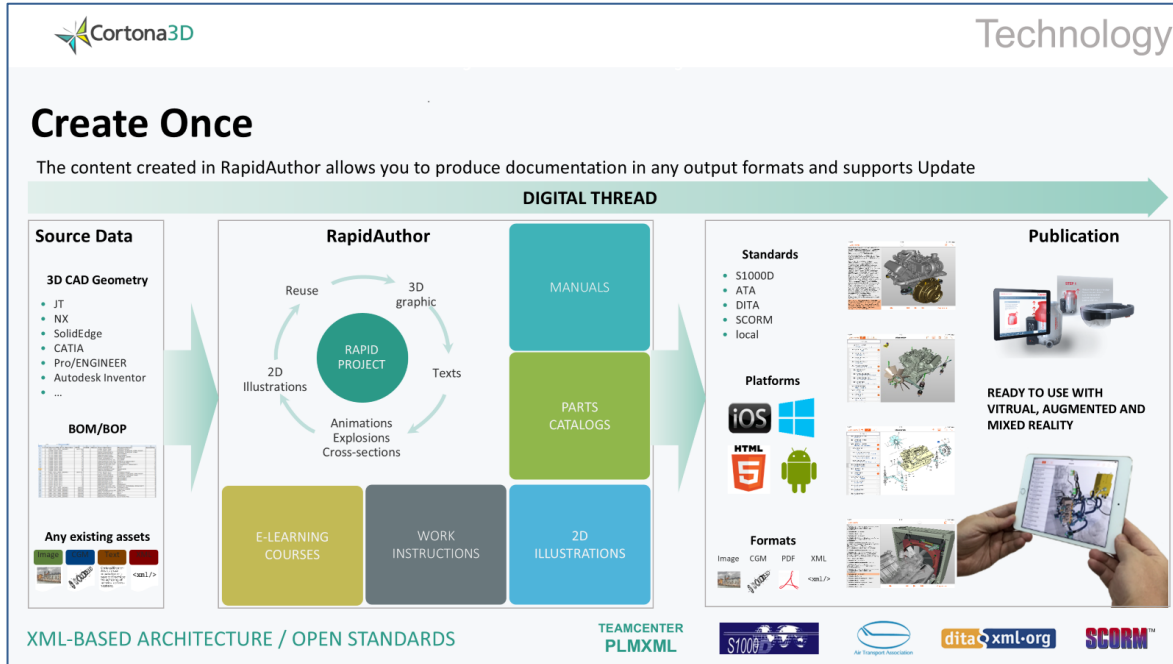 Cortona3D
Technology
Create Once
The content created in RapidAuthor allows you to produce documentation in any output formats and supports Update
DIGITAL THREAD
Source Data
3D CAD Geometry
• JT
• NX
• SolidEdge
• CATIA
• Pro/ENGINEER
• Autodesk Inventor
• ...
BOM/BOP
Any existing assets
Image
Text
<xml/>
RapidAuthor
RAPID
PROJECT
Reuse
3D
graphic
Texts
Animations
Explosions
Cross-sections
2D
Illustrations
MANUALS
PARTS
CATALOGS
E-LEARNING
COURSES
WORK
INSTRUCTIONS
2D
ILLUSTRATIONS
Publication
Standards
• S1000D
• ATA
• DITA
• SCORM
• local
Platforms
iOS
HTML
5
Formats
Image CGM PDF XML
<xml/>
READY TO USE WITH
VITRUAL, AUGMENTED AND
MIXED REALITY
XML-BASED ARCHITECTURE / OPEN STANDARDS
TEAMCENTER
PLMXML
S1000D
Air Transport Association
dita xml·org
SCORM™